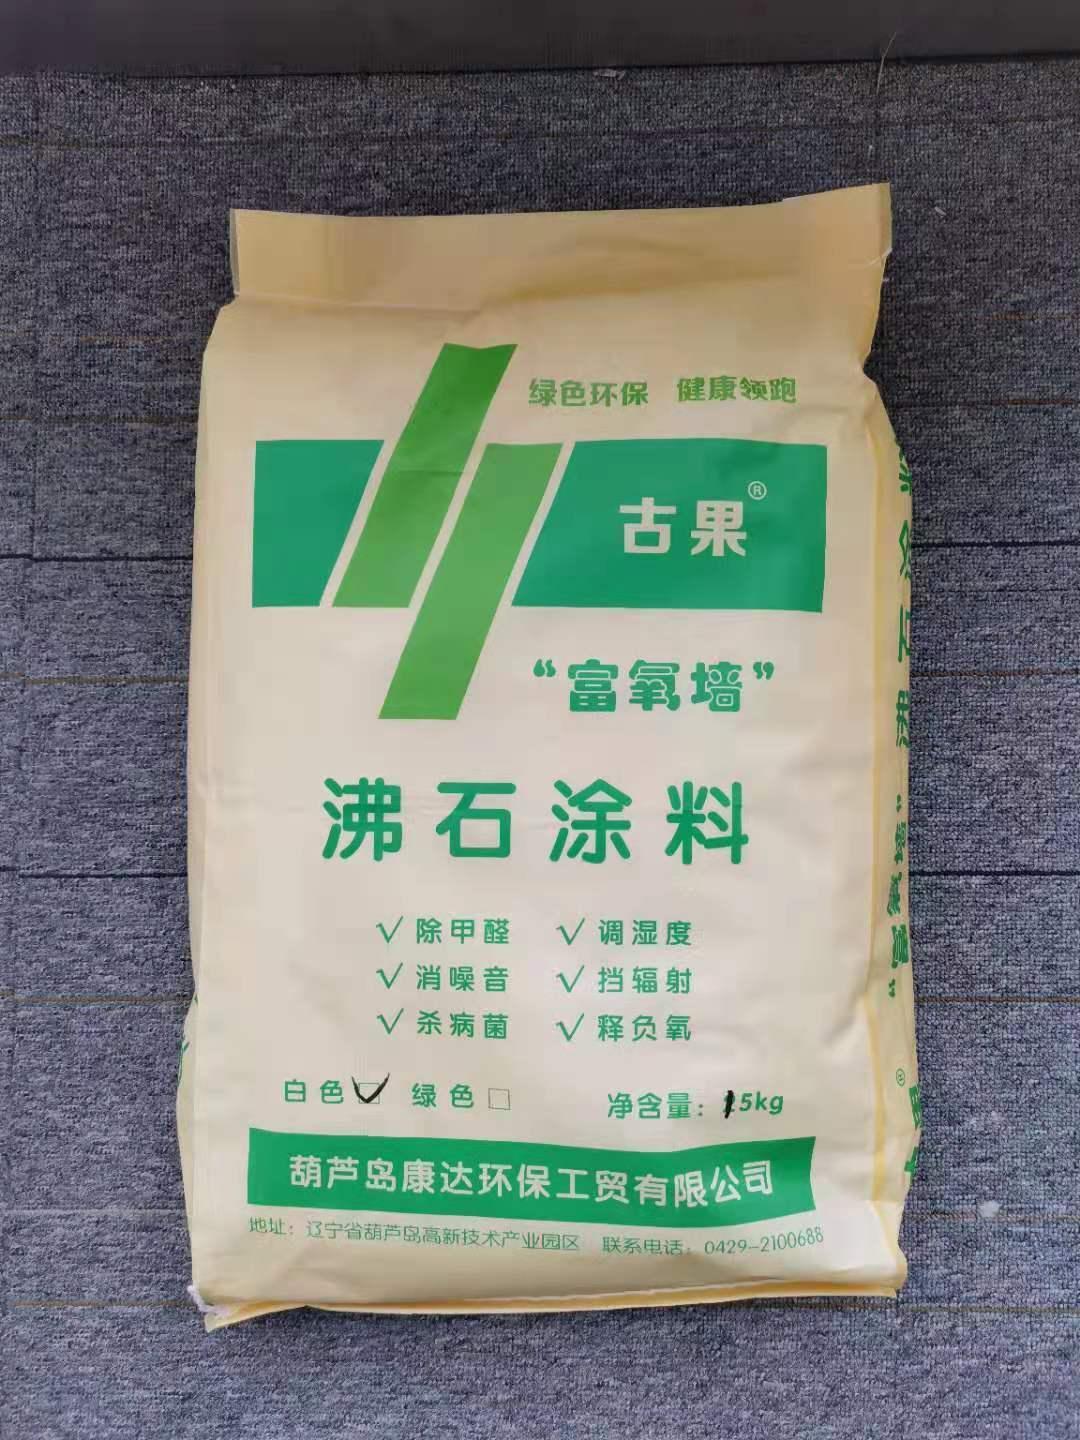 绿色环保 健康领跑
古果®
“富氧墙”
沸石涂料
√除甲醛 √调湿度
√消噪音 √挡辐射
√杀病菌 √释负氧
白色☑ 绿色□ 净含量：15kg
葫芦岛康达环保工贸有限公司
地址：辽宁省葫芦岛高新技术产业园区 联系电话：0429-2100688
“富氧墙”